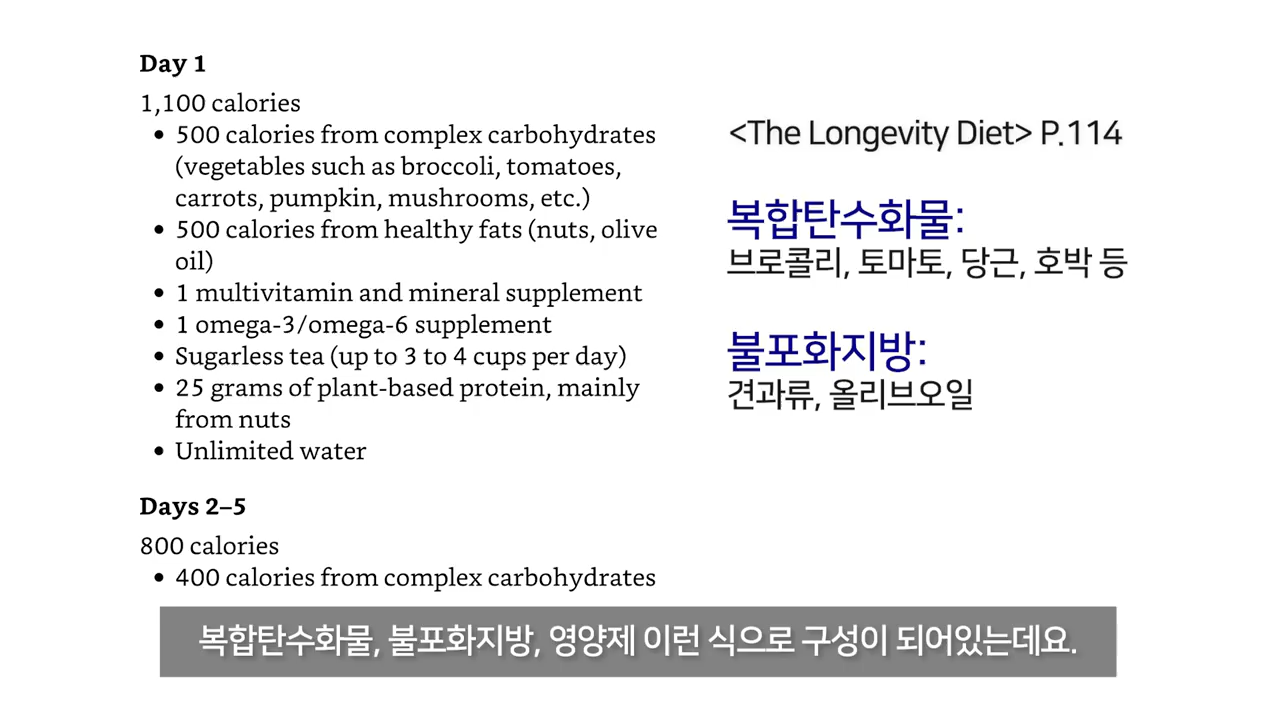 Day 1
1,100 calories
• 500 calories from complex carbohydrates
(vegetables such as broccoli, tomatoes,
carrots, pumpkin, mushrooms, etc.)
• 500 calories from healthy fats (nuts, olive
oil)
• 1 multivitamin and mineral supplement
• 1 omega-3/omega-6 supplement
• Sugarless tea (up to 3 to 4 cups per day)
• 25 grams of plant-based protein, mainly
from nuts
• Unlimited water
Days 2–5
800 calories
• 400 calories from complex carbohydrates
<The Longevity Diet> P.114
복합탄수화물:
브로콜리, 토마토, 당근, 호박 등
불포화지방:
견과류, 올리브오일
복합탄수화물, 불포화지방, 영양제 이런 식으로 구성이 되어있는데요.